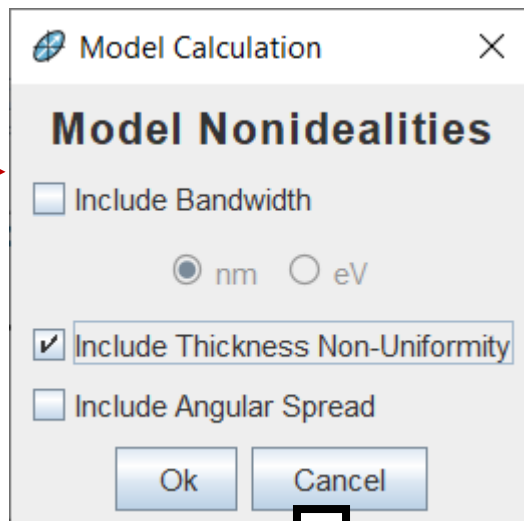 Model Calculation
Model Nonidealities
Include Bandwidth
nm eV
Include Thickness Non-Uniformity
Include Angular Spread
Ok Cancel